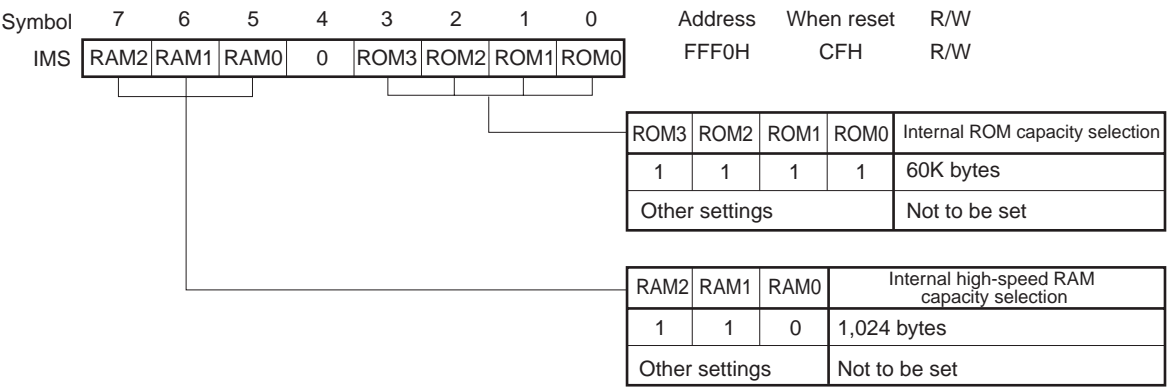 Symbol 7 6 5 4 3 2 1 0 Address When reset R/W
IMS RAM2 RAM1 RAM0 0 ROM3 ROM2 ROM1 ROM0 FFF0H CFH R/W
ROM3 ROM2 ROM1 ROM0 Internal ROM capacity selection
1 1 1 1 60K bytes
Other settings Not to be set
RAM2 RAM1 RAM0 Internal high-speed RAM
capacity selection
1 1 0 1,024 bytes
Other settings Not to be set